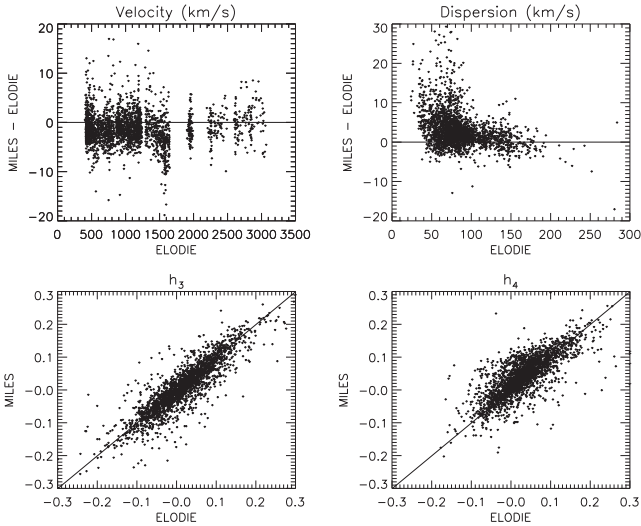 Velocity (km/s)
20
10
0
−10
−20
MILES − ELODIE
0 500 1000 1500 2000 2500 3000 3500
ELODIE
Dispersion (km/s)
30
20
10
0
−10
−20
MILES − ELODIE
0 50 100 150 200 250 300
ELODIE
h3
0.3
0.2
0.1
−0.0
−0.1
−0.2
−0.3
MILES
−0.3 −0.2 −0.1 −0.0 0.1 0.2 0.3
ELODIE
h4
0.3
0.2
0.1
−0.0
−0.1
−0.2
−0.3
MILES
−0.3 −0.2 −0.1 −0.0 0.1 0.2 0.3
ELODIE